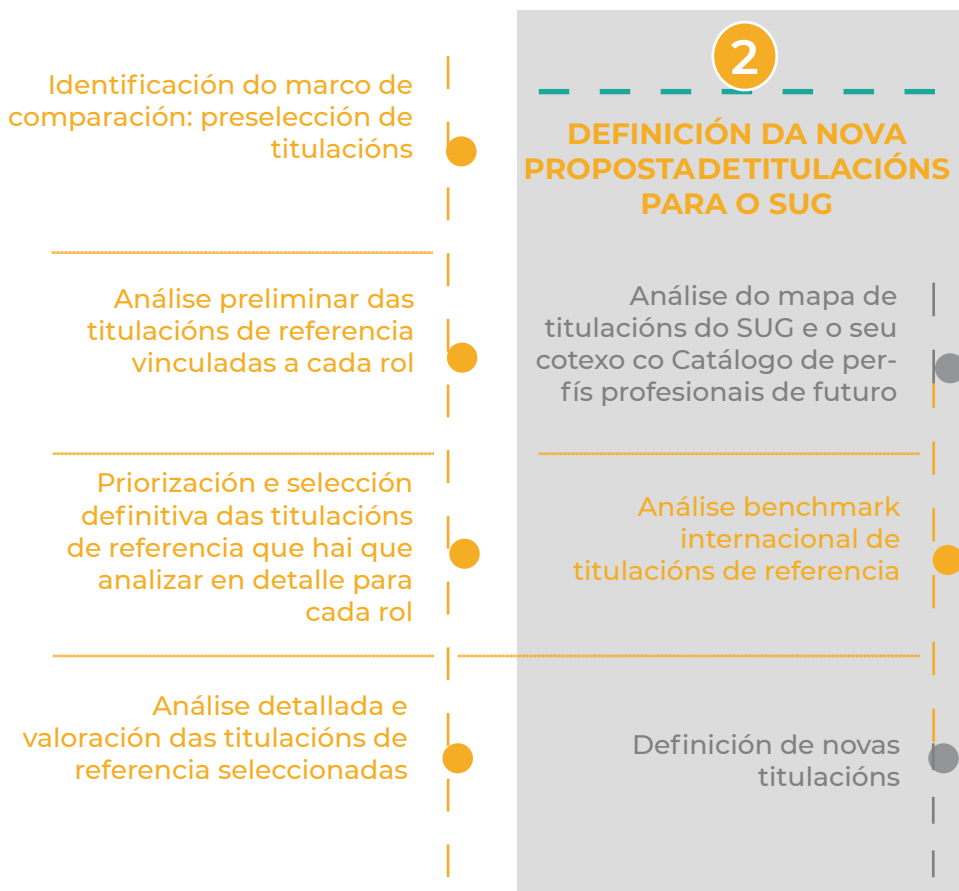 Identificación do marco de
comparación: preselección de
titulacións
Análise preliminar das
titulacións de referencia
vinculadas a cada rol
Priorización e selección
definitiva das titulacións
de referencia que hai que
analizar en detalle para
cada rol
Análise detallada e
valoración das titulacións de
referencia seleccionadas
2
DEFINICIÓN DA NOVA
PROPOSTADETITULACIÓNS
PARA O SUG
Análise do mapa de
titulacións do SUG e o seu
cotexo co Catálogo de per-
fís profesionais de futuro
Análise benchmark
internacional de
titulacións de referencia
Definición de novas
titulacións